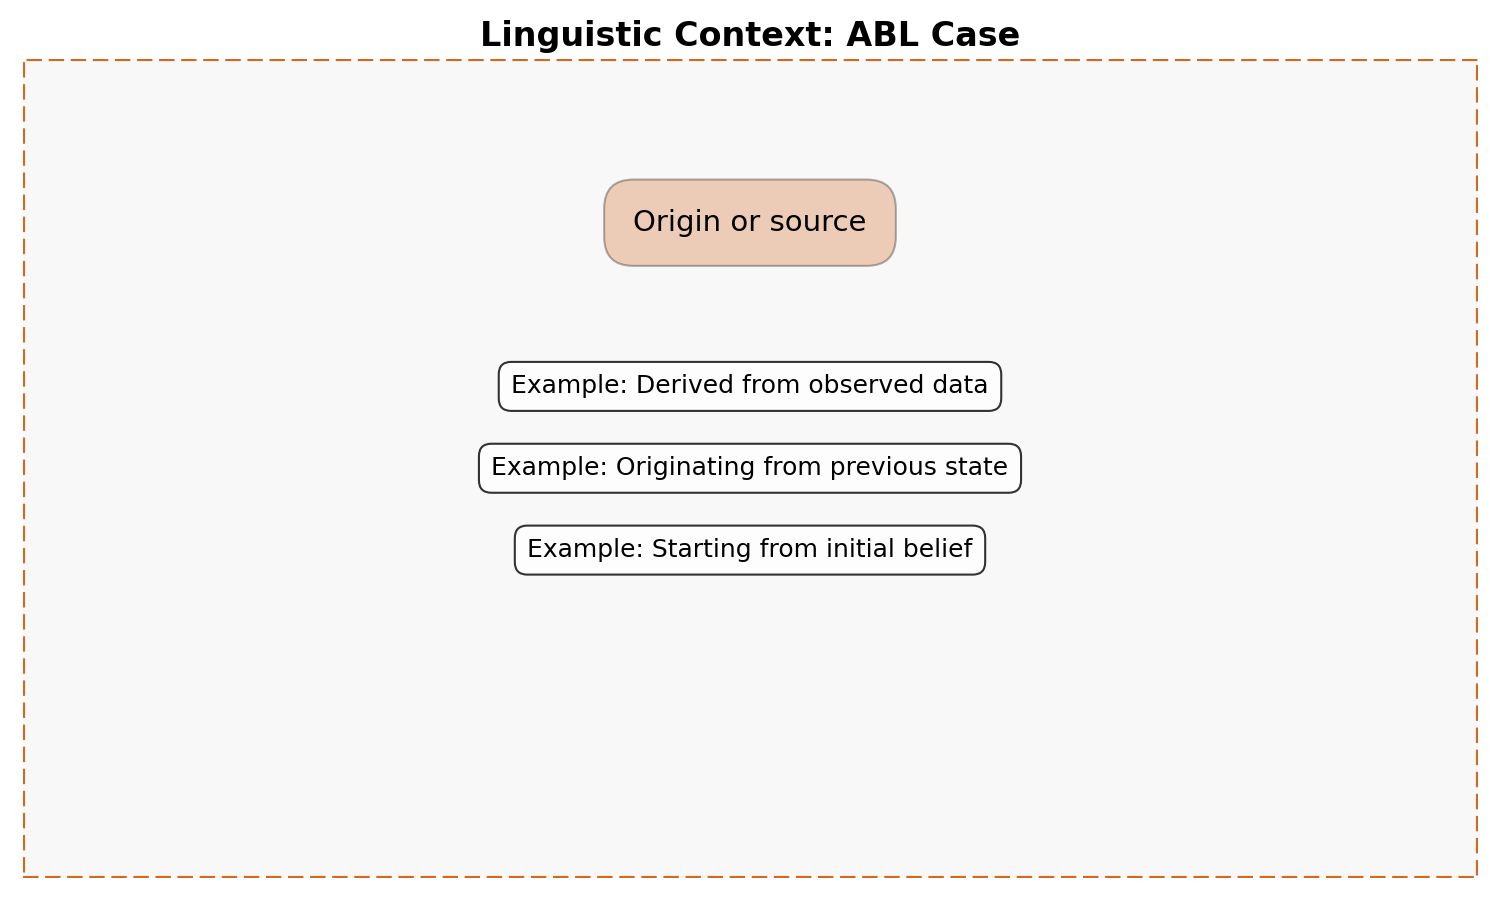 Linguistic Context: ABL Case
Origin or source
Example: Derived from observed data
Example: Originating from previous state
Example: Starting from initial belief